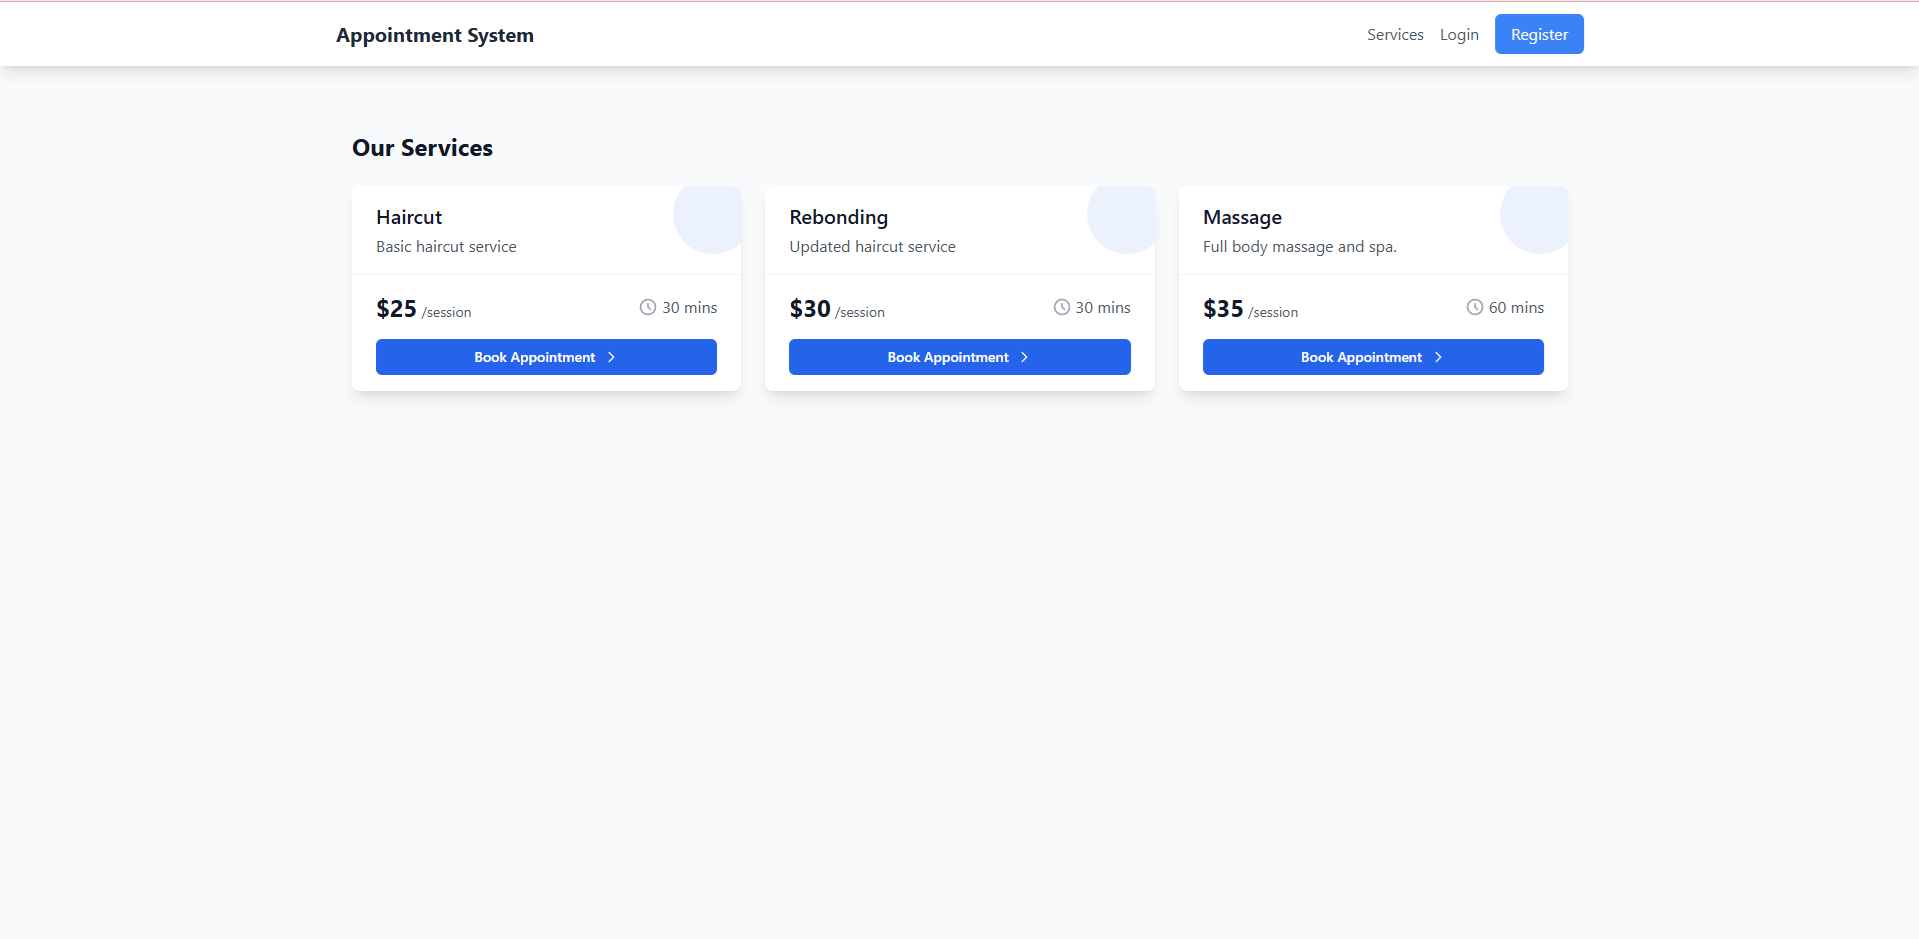 Appointment System
Services Login Register
Our Services
Haircut
Basic haircut service
$25 /session 30 mins
Book Appointment
Rebonding
Updated haircut service
$30 /session 30 mins
Book Appointment
Massage
Full body massage and spa.
$35 /session 60 mins
Book Appointment